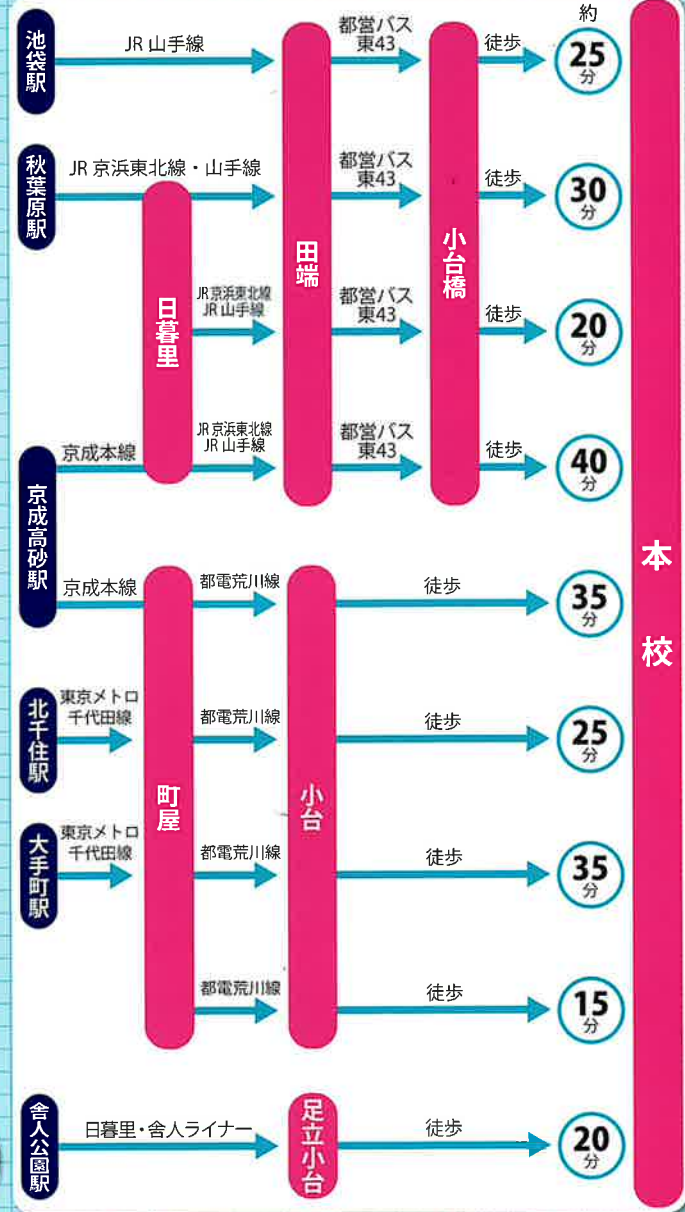 約
池袋駅
JR 山手線
都営バス
東43
徒歩
25
分
秋葉原駅
JR 京浜東北線・山手線
都営バス
東43
徒歩
30
分
田端
小台橋
日暮里
JR 京浜東北線
JR 山手線
都営バス
東43
徒歩
20
分
京成高砂駅
京成本線
JR 京浜東北線
JR 山手線
都営バス
東43
徒歩
40
分
京成本線
都電荒川線
徒歩
35
分
本校
北千住駅
東京メトロ
千代田線
町屋
都電荒川線
小台
徒歩
25
分
大手町駅
東京メトロ
千代田線
都電荒川線
徒歩
35
分
都電荒川線
徒歩
15
分
舎人公園駅
日暮里・舎人ライナー
足立小台
徒歩
20
分